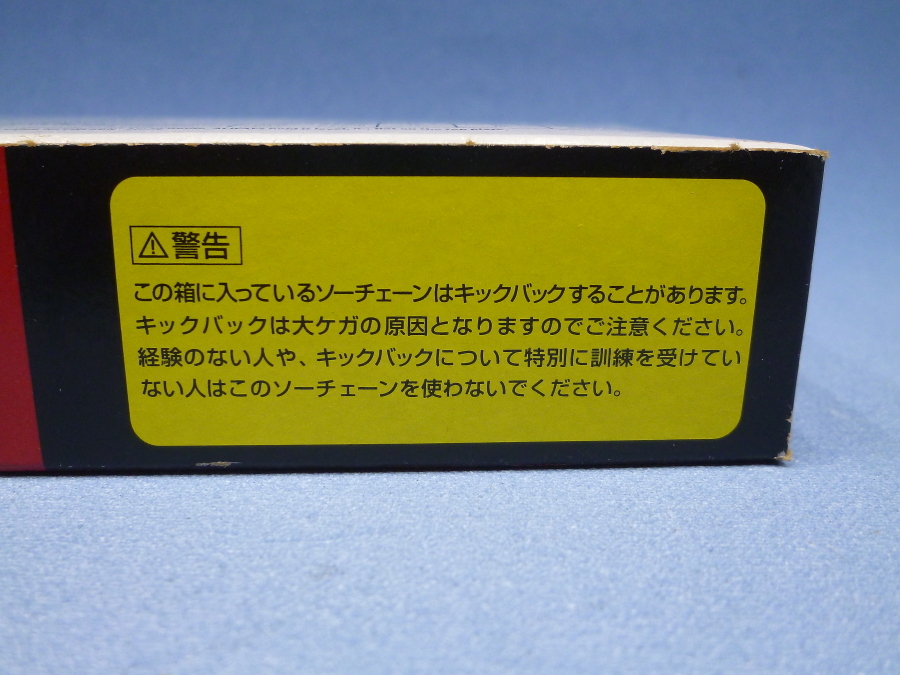 ⚠警告
この箱に入っているソーチェーンはキックバックすることがあります。
キックバックは大ケガの原因となりますのでご注意ください。
経験のない人や、キックバックについて特別に訓練を受けてい
ない人はこのソーチェーンを使わないでください。